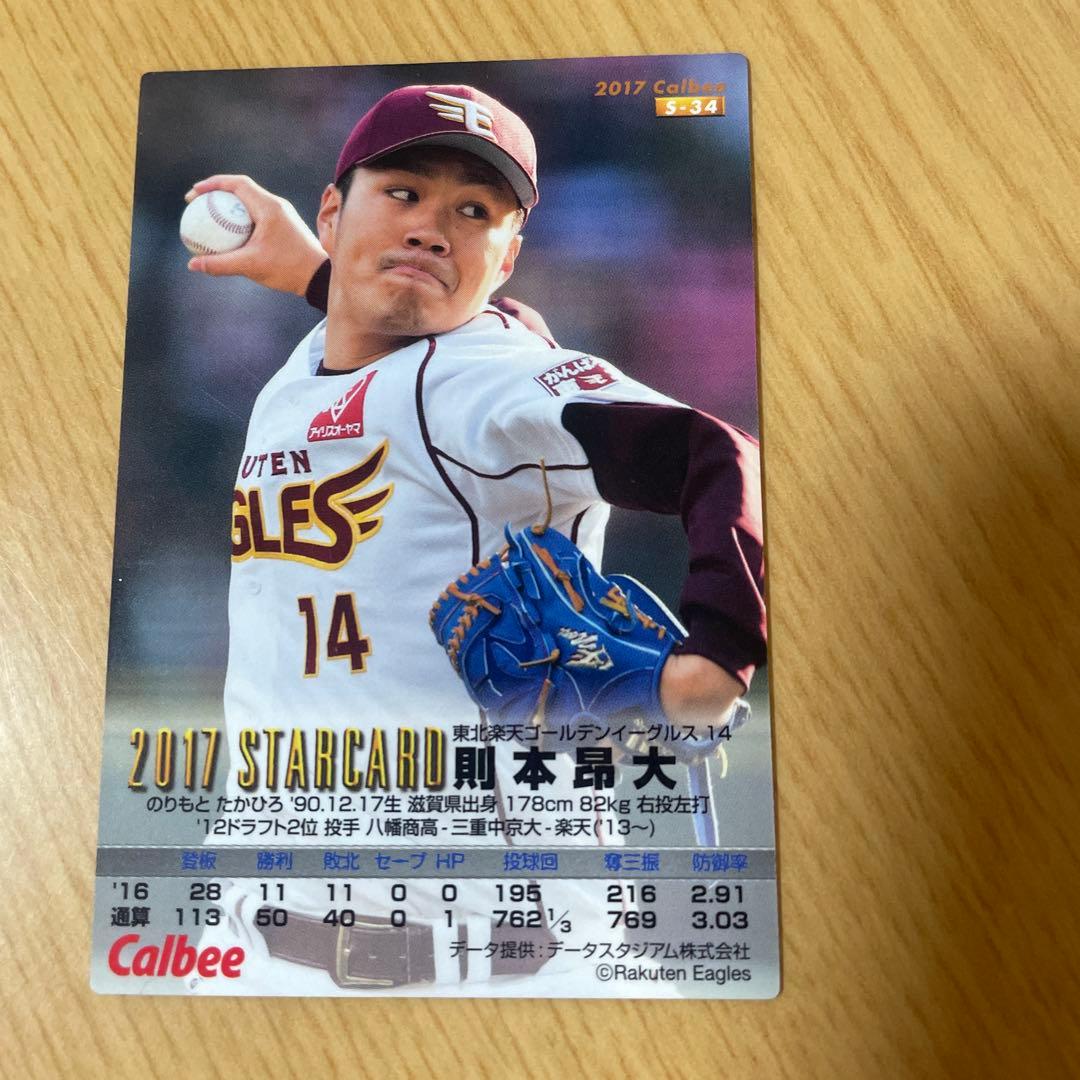 2017 Calbee
S-34
がんばろう
アイリスオーヤマ
UTEN
GLES
14
2017 STARCARD
東北楽天ゴールデンイーグルス 14
則本昂大
のりもと たかひろ '90.12.17生 滋賀県出身 178cm 82kg 右投左打
'12ドラフト2位 投手 八幡商高-三重中京大-楽天('13〜)
登板 勝利 敗北 セーブ HP 投球回 奪三振 防御率
'16 28 11 11 0 0 195 216 2.91
通算 113 50 40 0 1 762 1/3 769 3.03
Calbee
データ提供:データスタジアム株式会社
©Rakuten Eagles